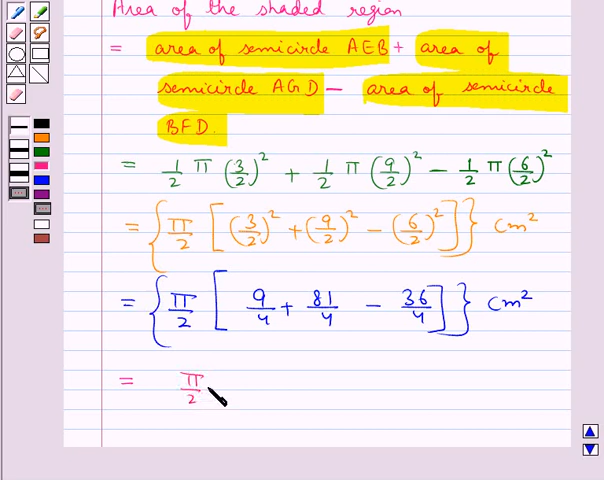 Area of the shaded region
= area of semicircle AEB + area of
semicircle AGD - area of semicircle
BFD.
= 1/2 π (3/2)² + 1/2 π (9/2)² - 1/2 π (6/2)²
= {π/2 [(3/2)² + (9/2)² - (6/2)²]} cm²
= {π/2 [9/4 + 81/4 - 36/4]} cm²
= π/2